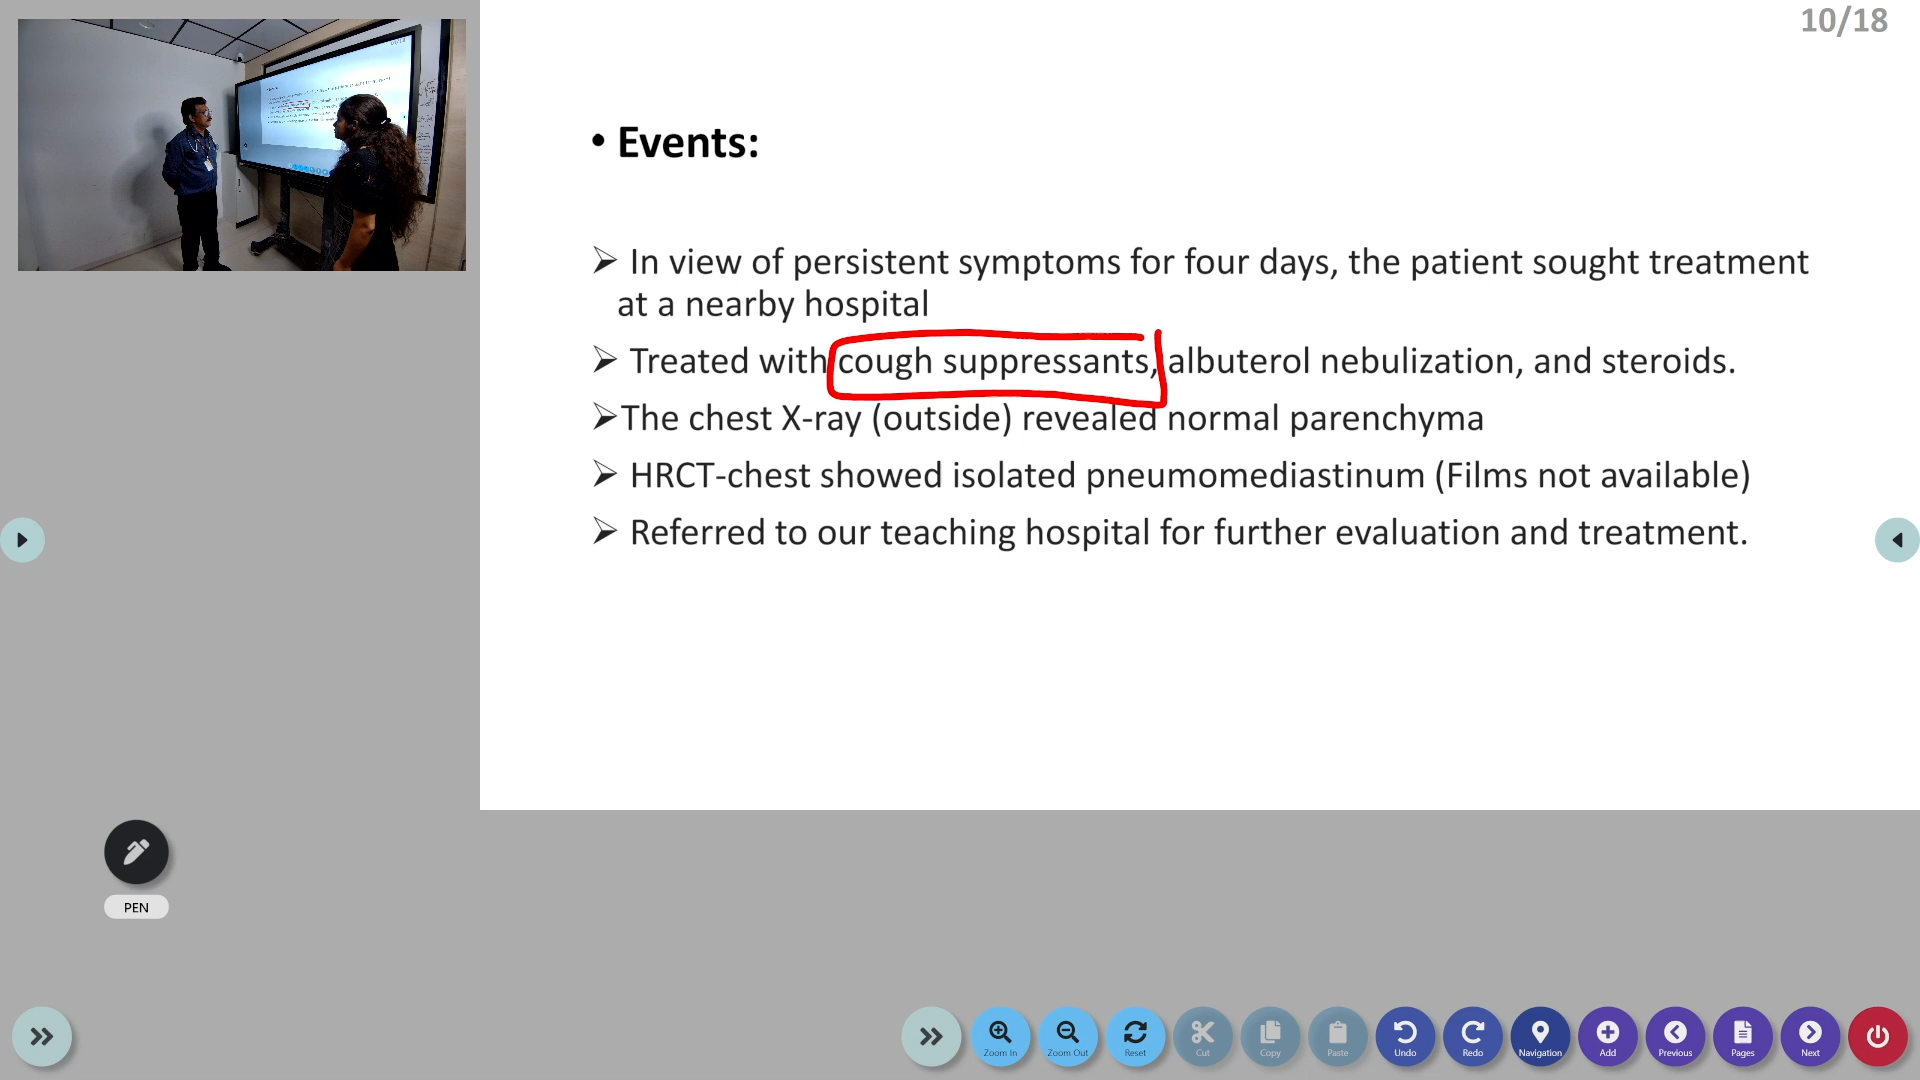 10/18
• Events:
➢ In view of persistent symptoms for four days, the patient sought treatment
at a nearby hospital
➢ Treated with cough suppressants, albuterol nebulization, and steroids.
➢The chest X-ray (outside) revealed normal parenchyma
➢ HRCT-chest showed isolated pneumomediastinum (Films not available)
➢ Referred to our teaching hospital for further evaluation and treatment.
PEN
Zoom In Zoom Out Reset Cut Copy Paste Undo Redo Navigation Add Previous Pages Next